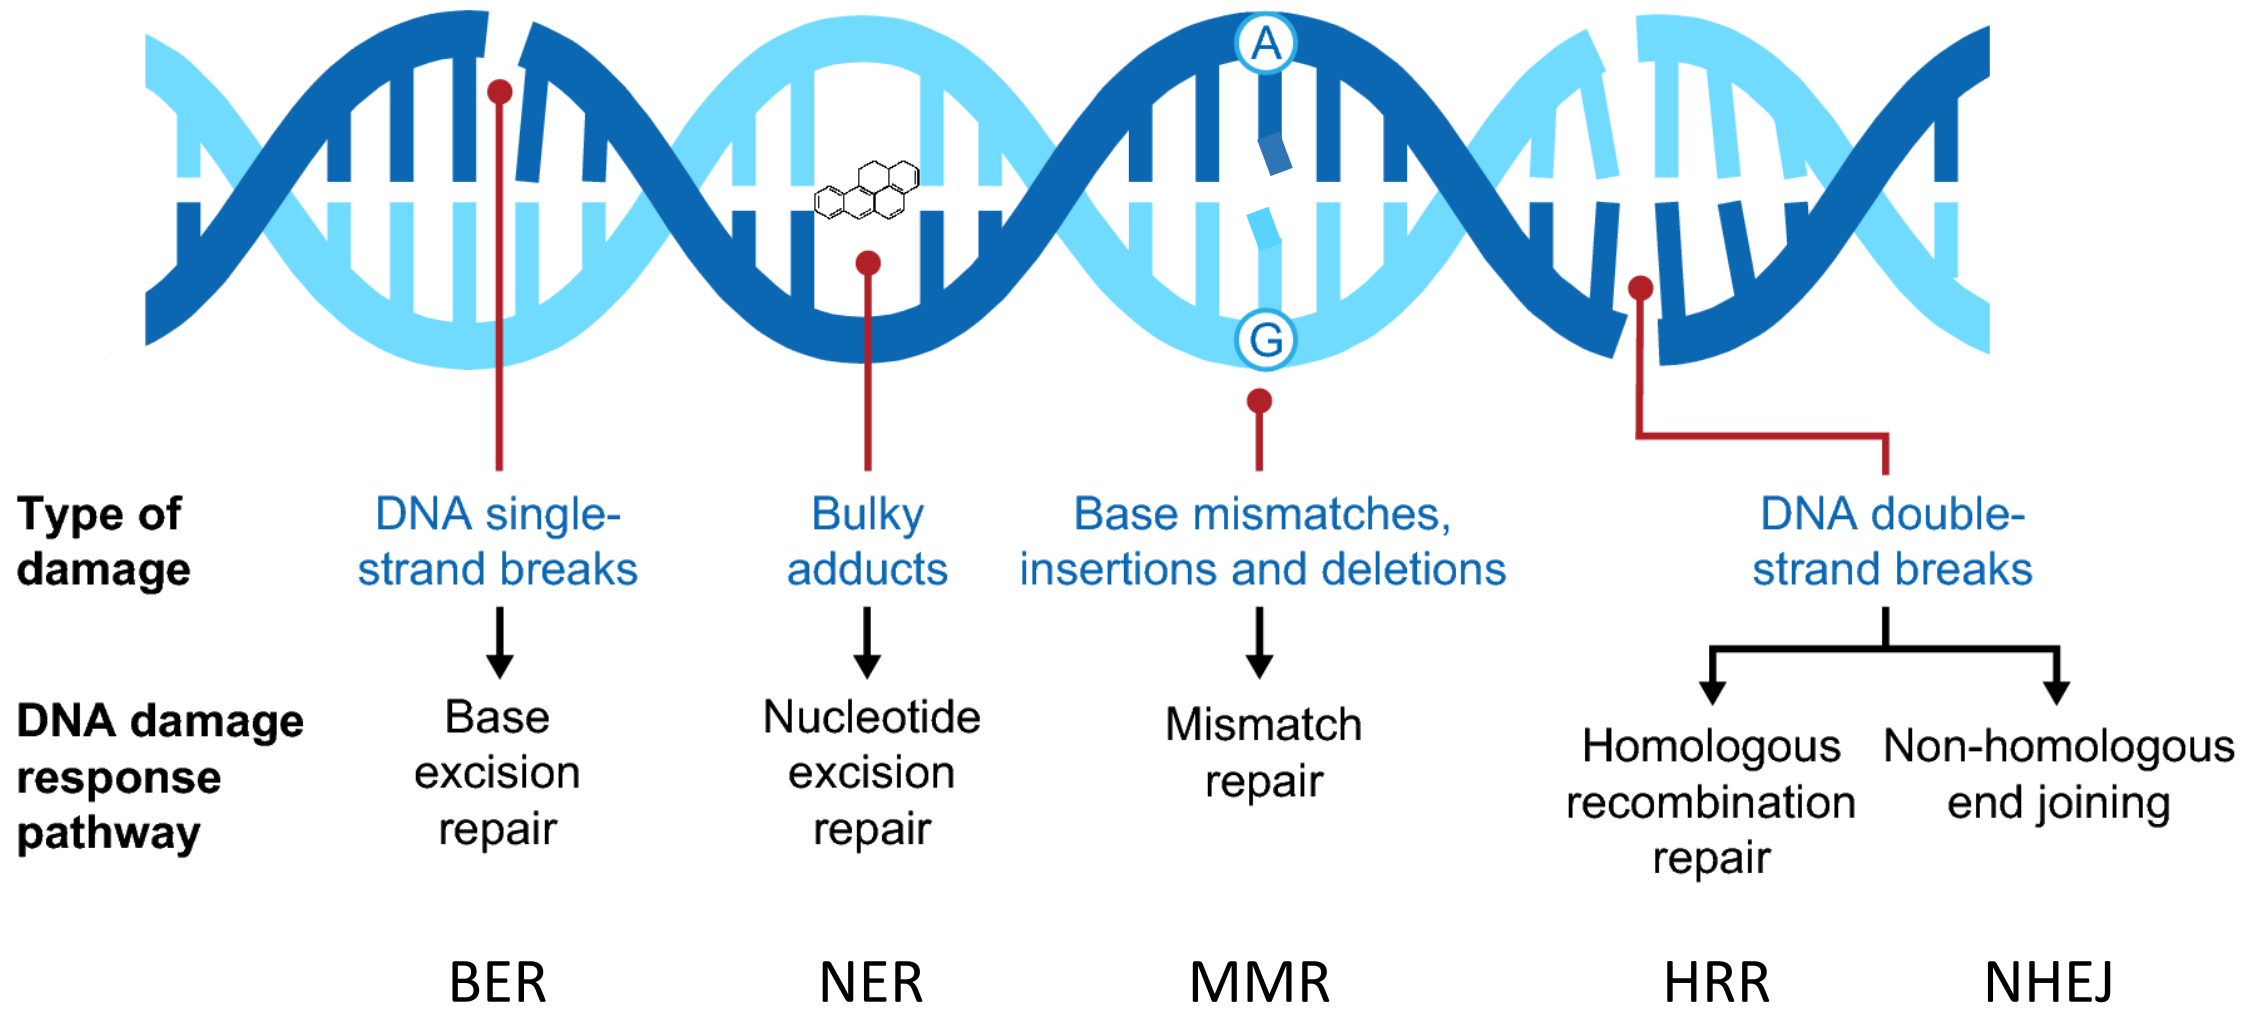 A
G
Type of
damage
DNA single-
strand breaks
Bulky
adducts
Base mismatches,
insertions and deletions
DNA double-
strand breaks
DNA damage
response
pathway
Base
excision
repair
Nucleotide
excision
repair
Mismatch
repair
Homologous
recombination
repair
Non-homologous
end joining
BER
NER
MMR
HRR
NHEJ